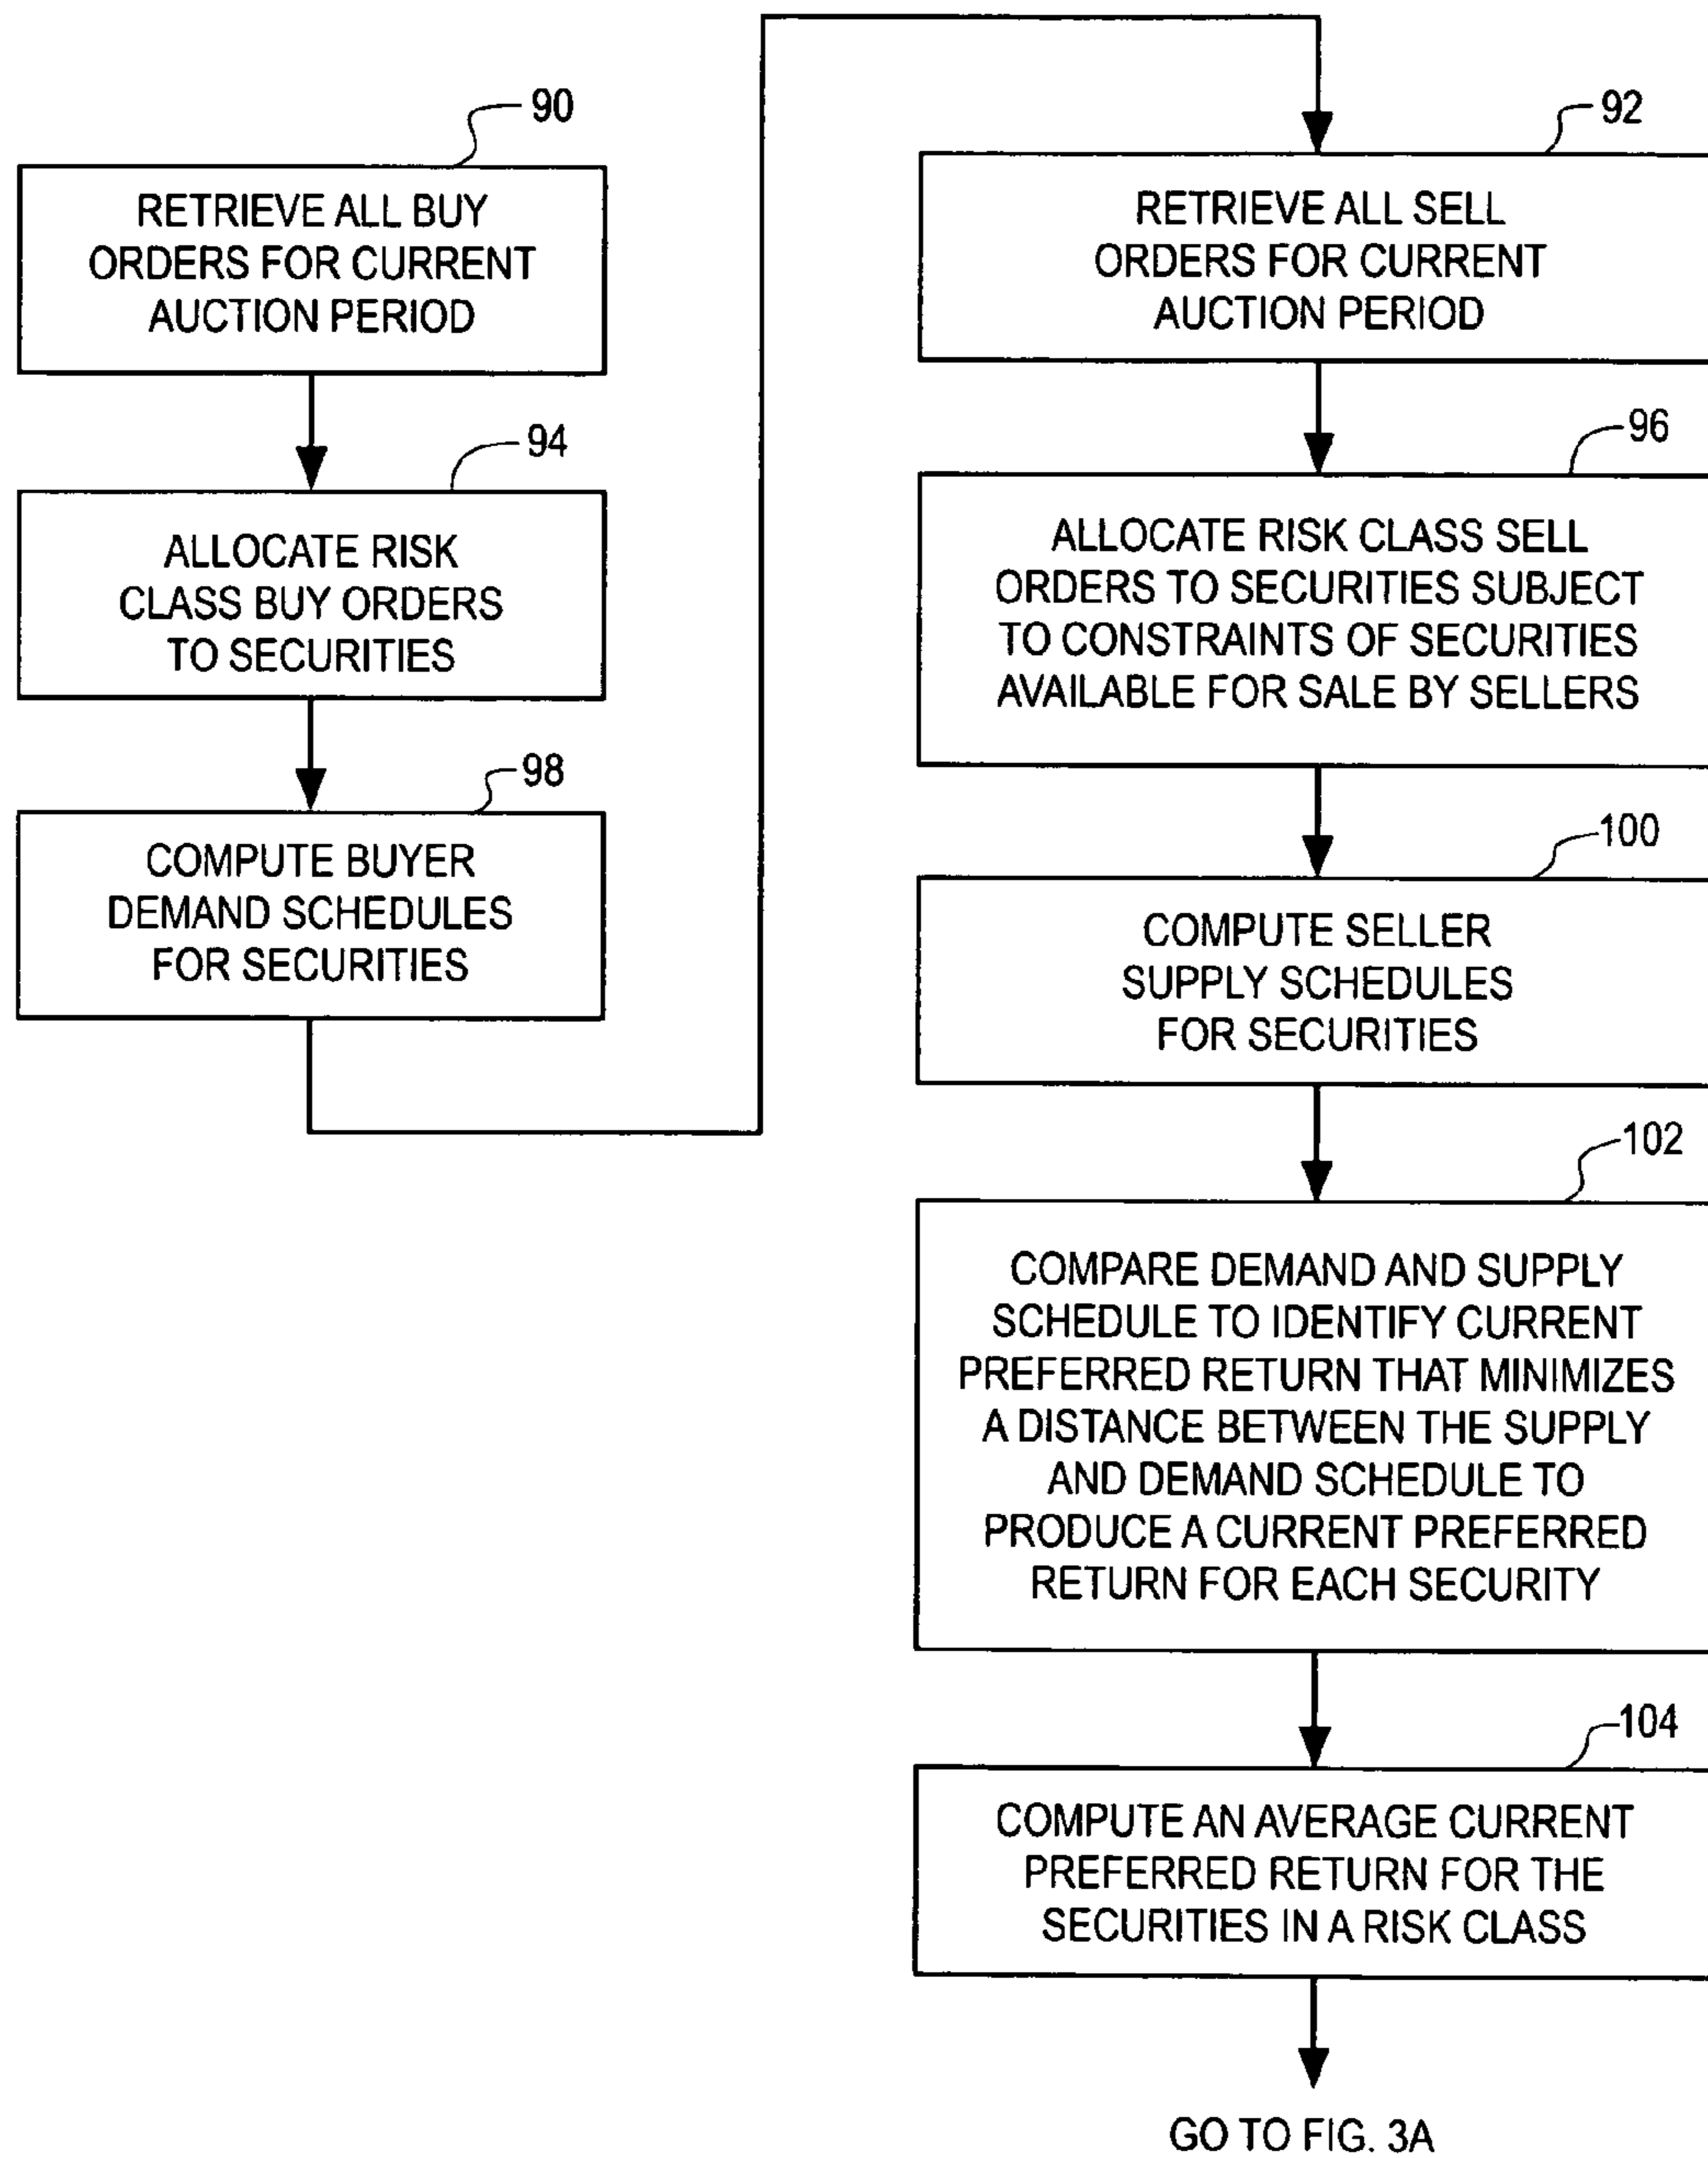 90
RETRIEVE ALL BUY
ORDERS FOR CURRENT
AUCTION PERIOD
94
ALLOCATE RISK
CLASS BUY ORDERS
TO SECURITIES
98
COMPUTE BUYER
DEMAND SCHEDULES
FOR SECURITIES
92
RETRIEVE ALL SELL
ORDERS FOR CURRENT
AUCTION PERIOD
96
ALLOCATE RISK CLASS SELL
ORDERS TO SECURITIES SUBJECT
TO CONSTRAINTS OF SECURITIES
AVAILABLE FOR SALE BY SELLERS
100
COMPUTE SELLER
SUPPLY SCHEDULES
FOR SECURITIES
102
COMPARE DEMAND AND SUPPLY
SCHEDULE TO IDENTIFY CURRENT
PREFERRED RETURN THAT MINIMIZES
A DISTANCE BETWEEN THE SUPPLY
AND DEMAND SCHEDULE TO
PRODUCE A CURRENT PREFERRED
RETURN FOR EACH SECURITY
104
COMPUTE AN AVERAGE CURRENT
PREFERRED RETURN FOR THE
SECURITIES IN A RISK CLASS
GO TO FIG. 3A